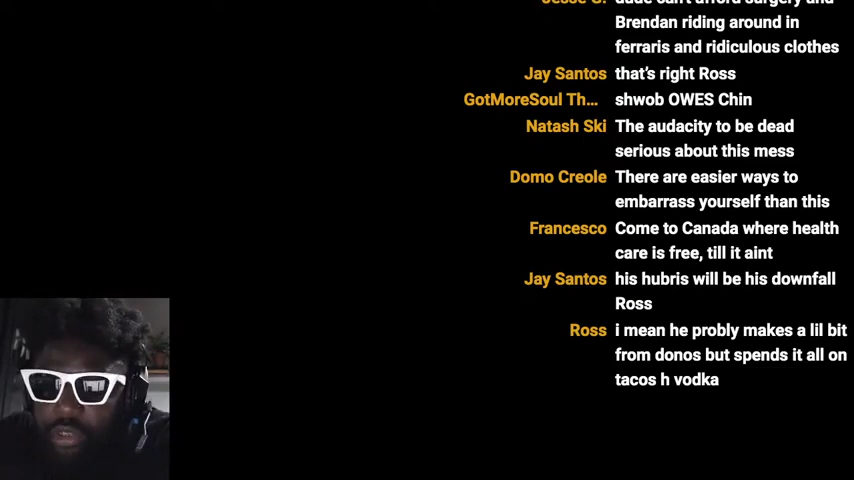 Jesse S. dude can't afford surgery and
Brendan riding around in
ferraris and ridiculous clothes
Jay Santos that's right Ross
GotMoreSoul Th... shwob OWES Chin
Natash Ski The audacity to be dead
serious about this mess
Domo Creole There are easier ways to
embarrass yourself than this
Francesco Come to Canada where health
care is free, till it aint
Jay Santos his hubris will be his downfall
Ross
Ross i mean he probly makes a lil bit
from donos but spends it all on
tacos h vodka